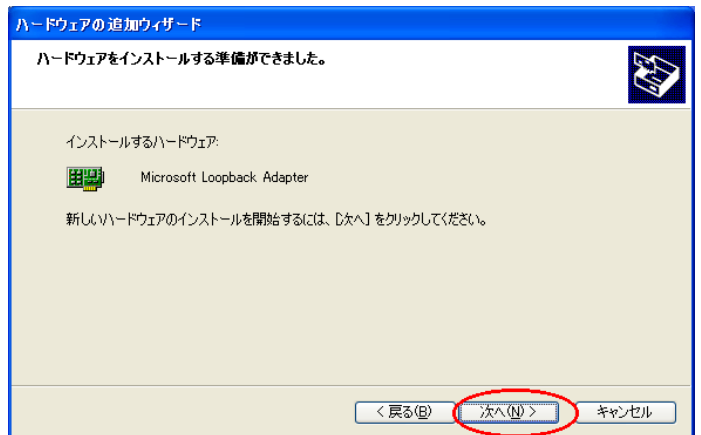 ハードウェアの追加ウィザード
ハードウェアをインストールする準備ができました。
インストールするハードウェア:
Microsoft Loopback Adapter
新しいハードウェアのインストールを開始するには、[次へ] をクリックしてください。
< 戻る(B)
次へ(N) >
キャンセル